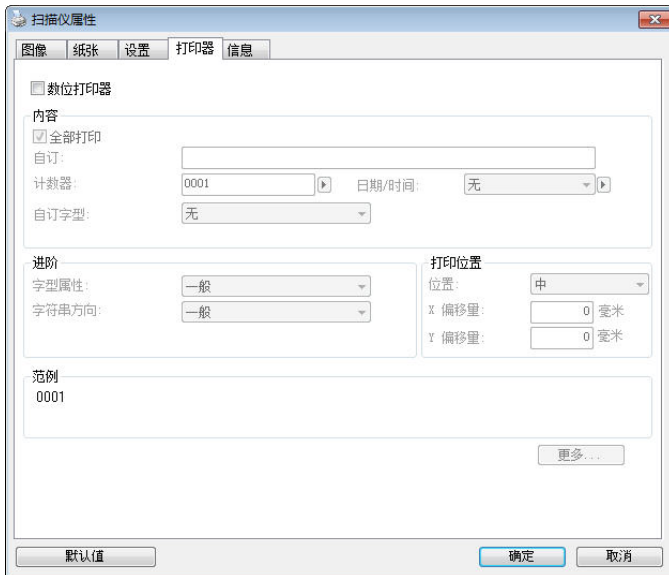 扫描仪属性
图像 纸张 设置 打印器 信息
数位打印器
内容
全部打印
自订:
计数器: 0001 日期/时间: 无
自订字型: 无
进阶
字型属性: 一般
字符串方向: 一般
打印位置
位置: 中
X 偏移量: 0 毫米
Y 偏移量: 0 毫米
范例
0001
更多...
默认值 确定 取消